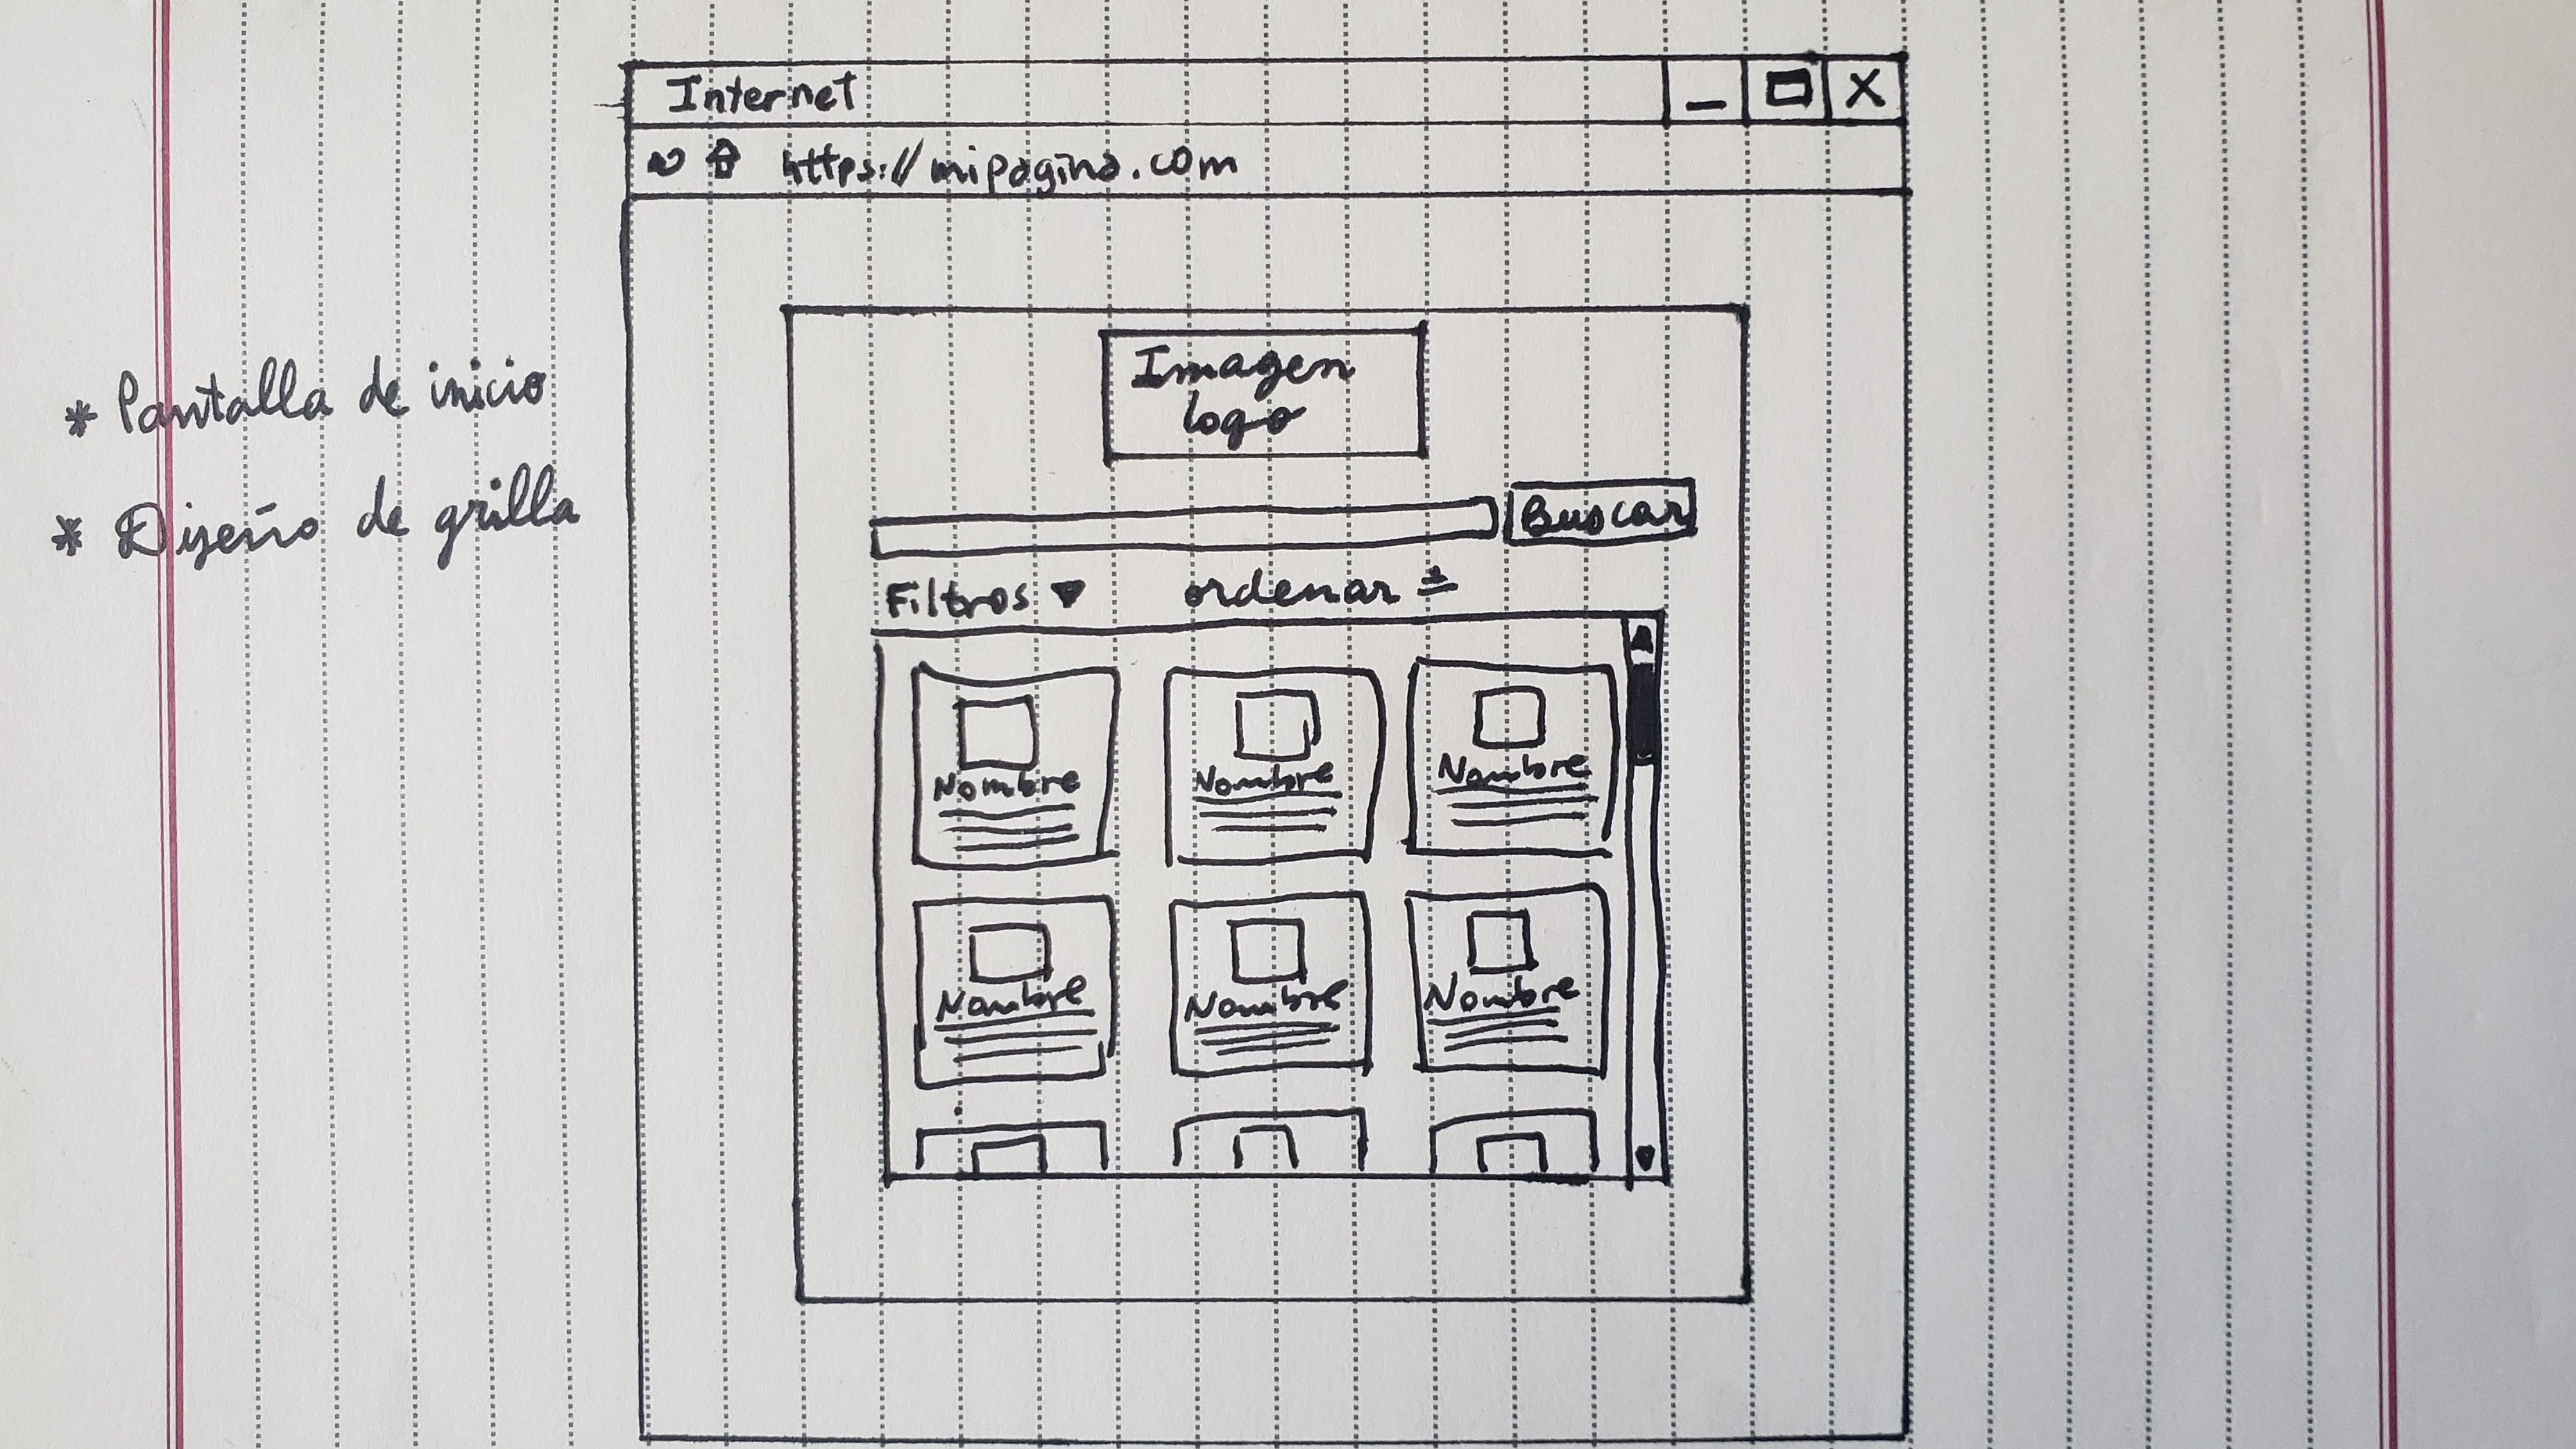 Internet
X
https://mipagina.com
* Pantalla de inicio
* Diseño de grilla
Imagen
logo
Buscar
Filtros ordenar
Nombre Nombre Nombre
Nombre Nombre Nombre